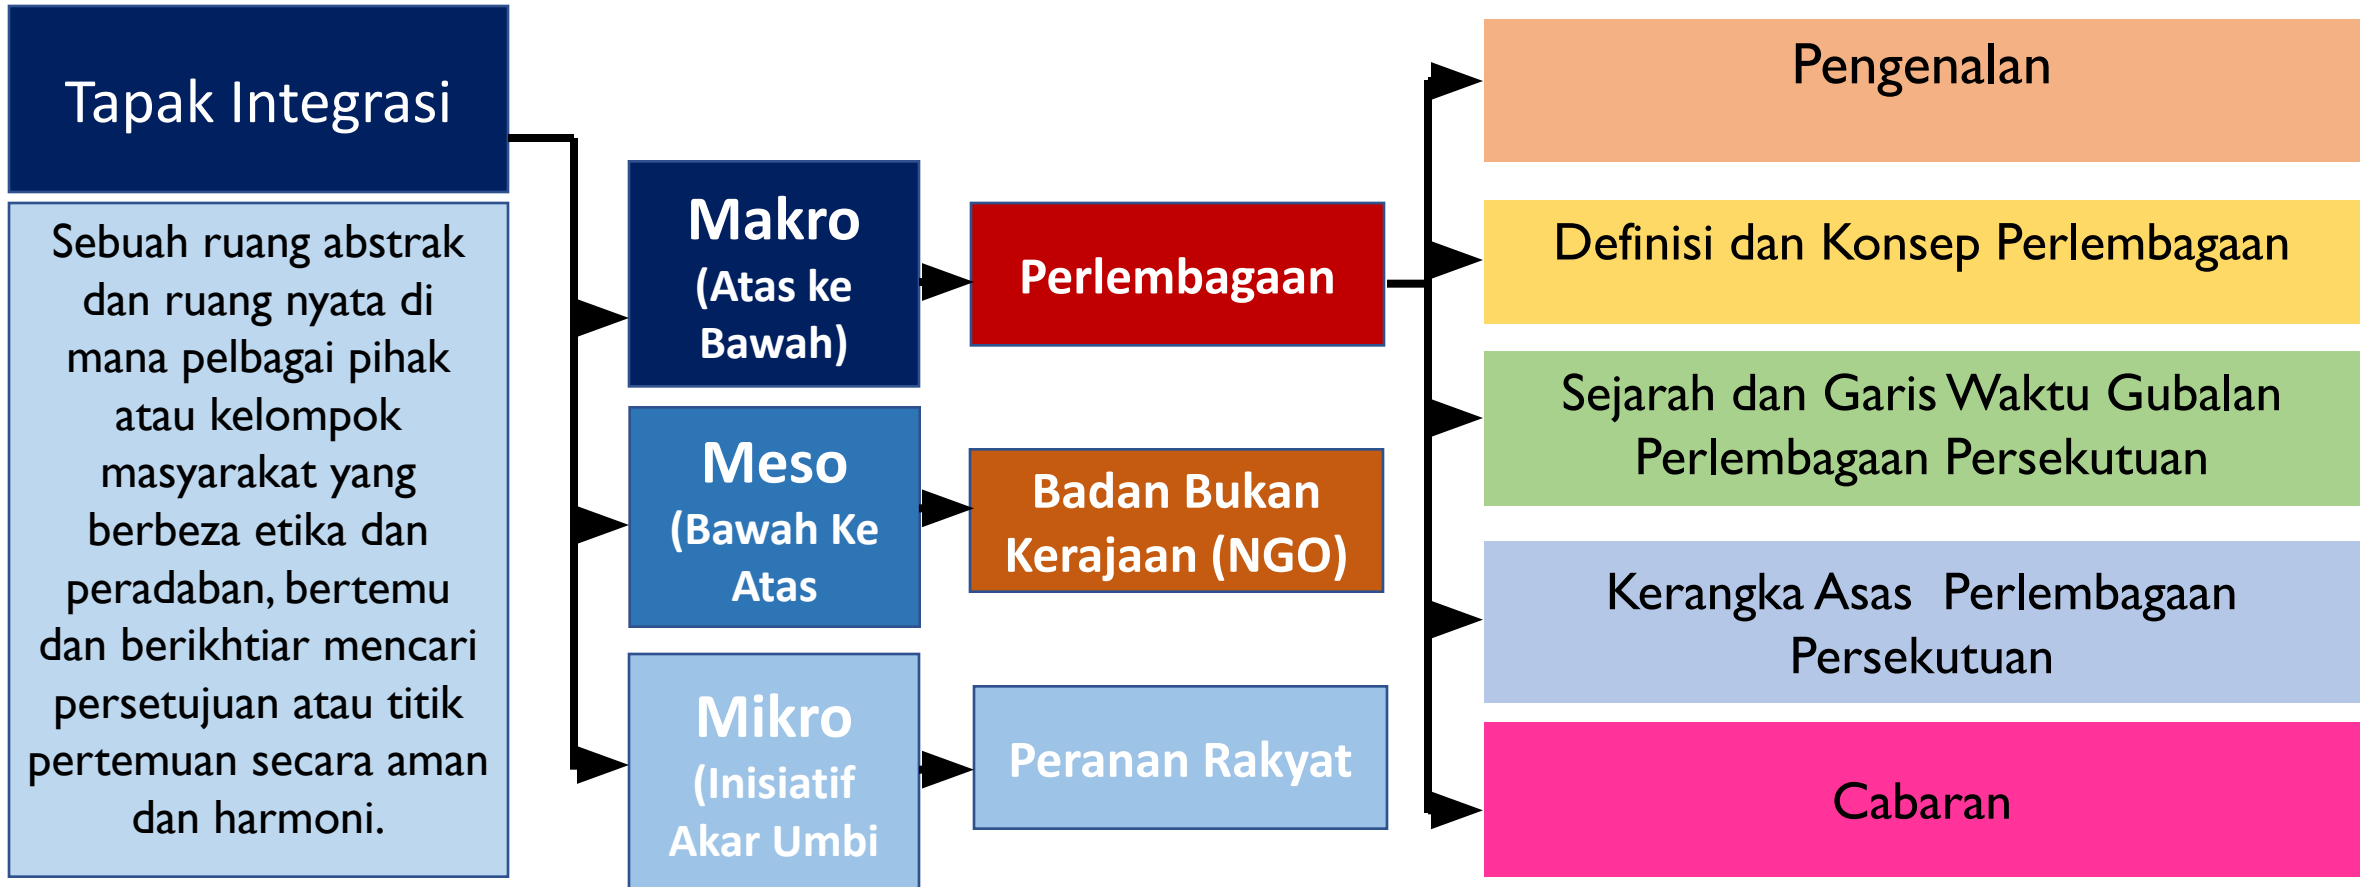 Tapak Integrasi
Sebuah ruang abstrak
dan ruang nyata di
mana pelbagai pihak
atau kelompok
masyarakat yang
berbeza etika dan
peradaban, bertemu
dan berikhtiar mencari
persetujuan atau titik
pertemuan secara aman
dan harmoni.
Makro
(Atas ke
Bawah)
Meso
(Bawah Ke
Atas
Mikro
(Inisiatif
Akar Umbi
Perlembagaan
Badan Bukan
Kerajaan (NGO)
Peranan Rakyat
Pengenalan
Definisi dan Konsep Perlembagaan
Sejarah dan Garis Waktu Gubalan
Perlembagaan Persekutuan
Kerangka Asas Perlembagaan
Persekutuan
Cabaran